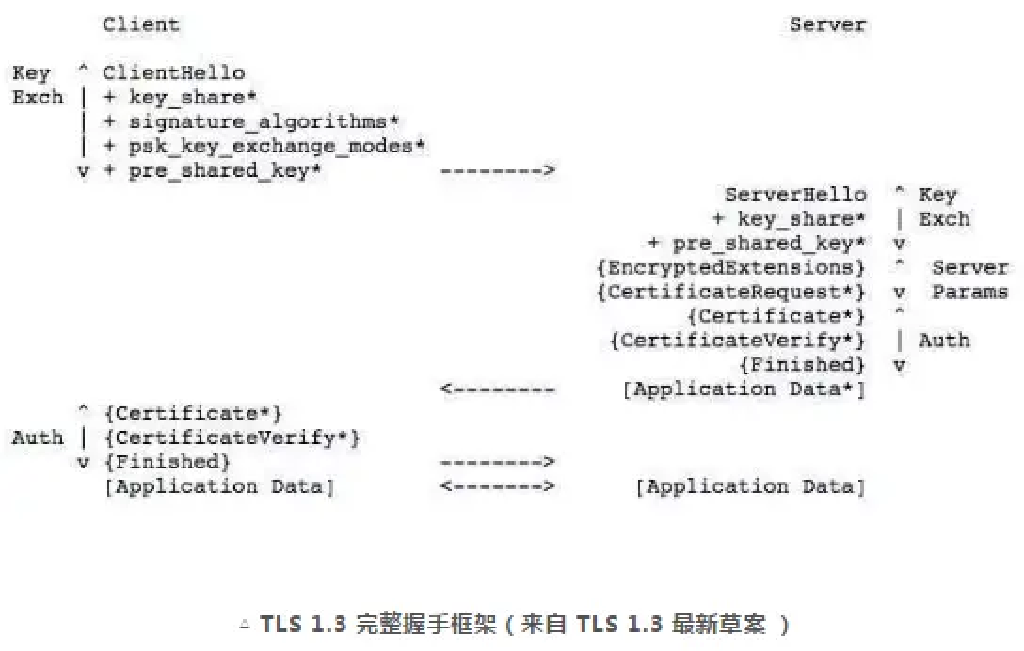 Client                                                  Server

Key  ^ ClientHello
Exch | + key_share*
     | + signature_algorithms*
     | + psk_key_exchange_modes*
     v + pre_shared_key*         -------->
                                                   ServerHello  ^ Key
                                                  + key_share*  | Exch
                                             + pre_shared_key*  v
                                         {EncryptedExtensions}  ^  Server
                                         {CertificateRequest*}  v  Params
                                                {Certificate*}  ^
                                          {CertificateVerify*}  | Auth
                                                    {Finished}  v
                                 <--------  [Application Data*]
     ^ {Certificate*}
Auth | {CertificateVerify*}
     v {Finished}                -------->
       [Application Data]        <------->   [Application Data]
△ TLS 1.3 完整握手框架 ( 来自 TLS 1.3 最新草案 )